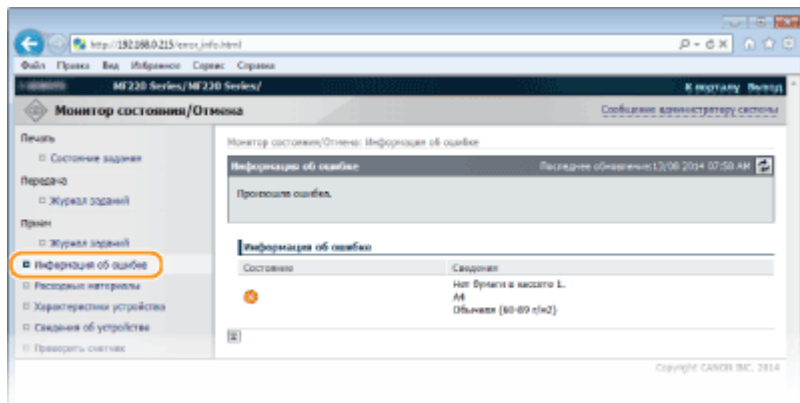 http://192.168.0.215/error_info.html
Файл Правка Вид Избранное Сервис Справка
MF220 Series/MF220 Series/
К порталу Выход
Монитор состояния/Отмена
Сообщение администратору системы
Печать
Состояние задания
Передача
Журнал заданий
Прием
Журнал заданий
Информация об ошибке
Расходные материалы
Характеристики устройства
Сведения об устройстве
Проверить счетчик
Монитор состояния/Отмена: Информация об ошибке
Информация об ошибке
Последнее обновление:13/08 2014 07:50 AM
Произошла ошибка.
Информация об ошибке
Состояние Сведения
Нет бумаги в кассете 1.
A4
Обычная (60-89 г/м2)
Copyright CANON INC. 2014